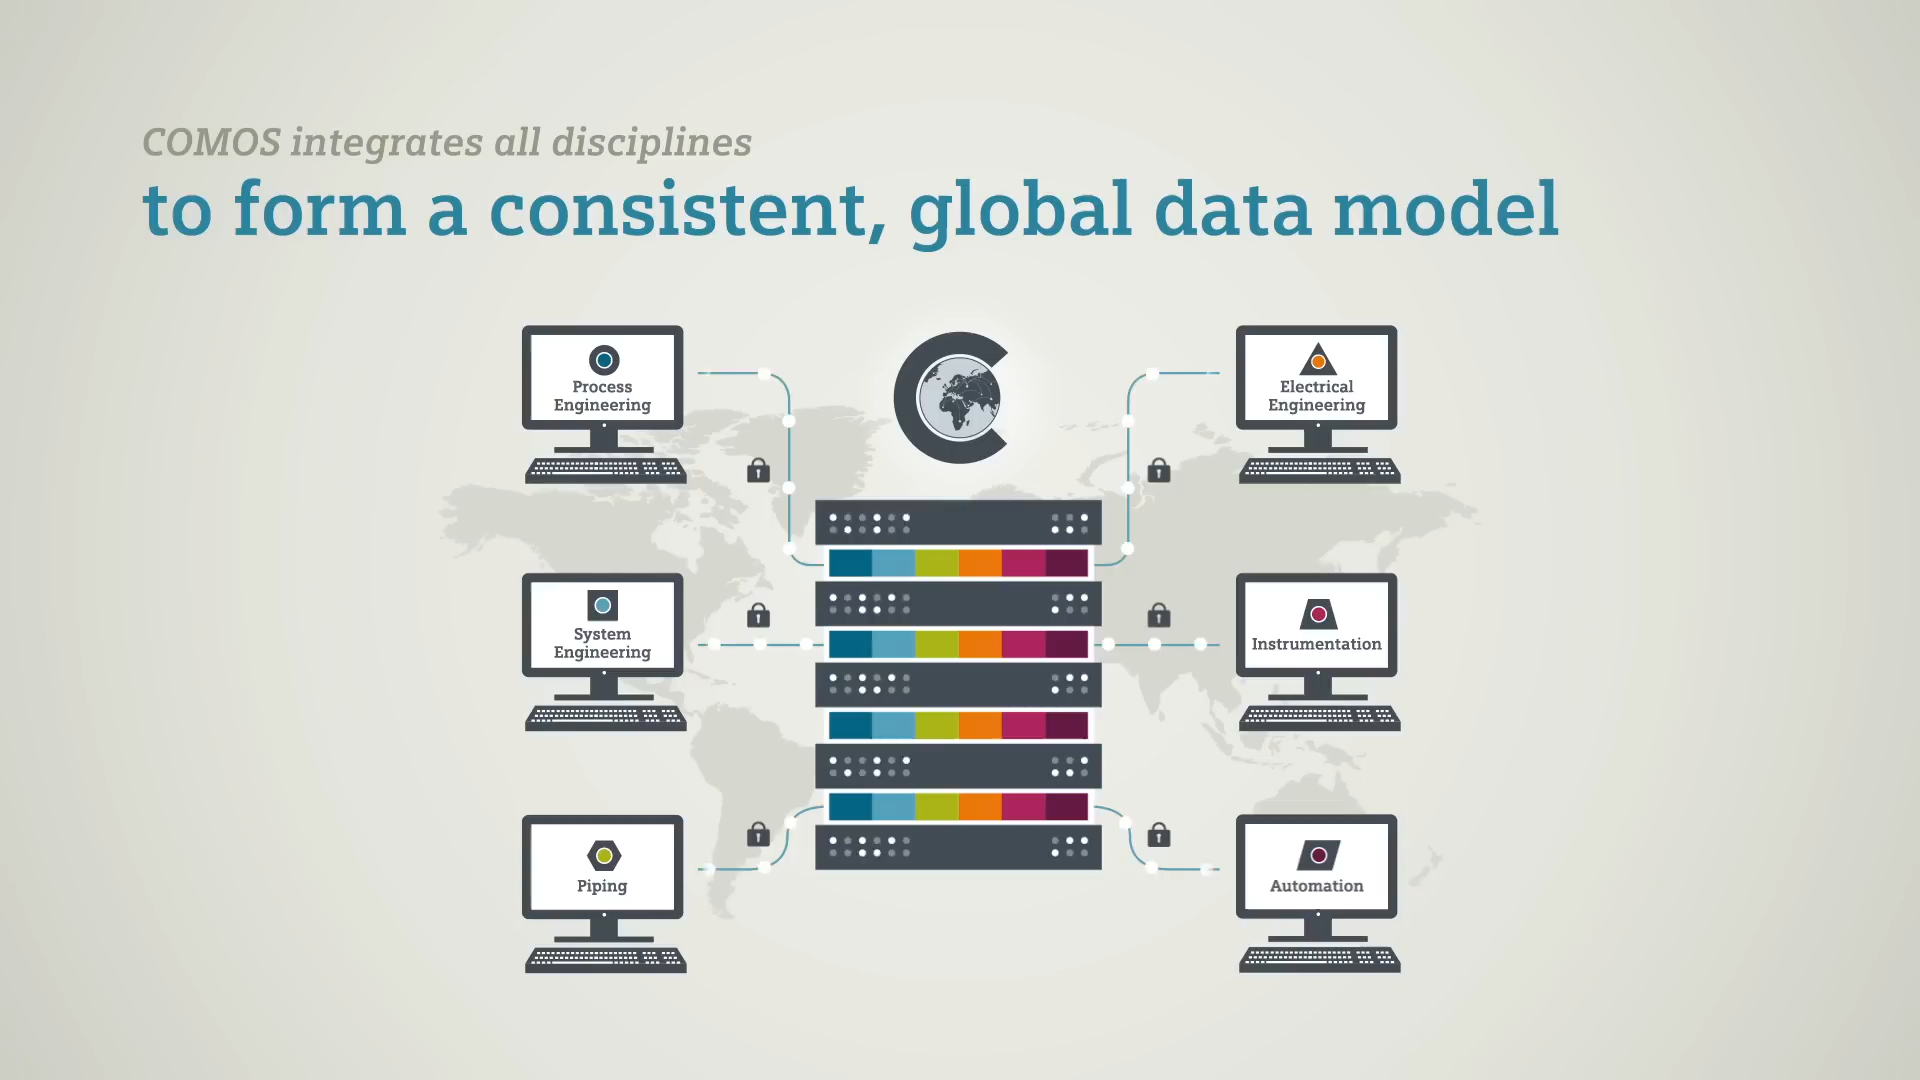 COMOS integrates all disciplines
to form a consistent, global data model
Process
Engineering
Electrical
Engineering
System
Engineering
Instrumentation
Piping
Automation